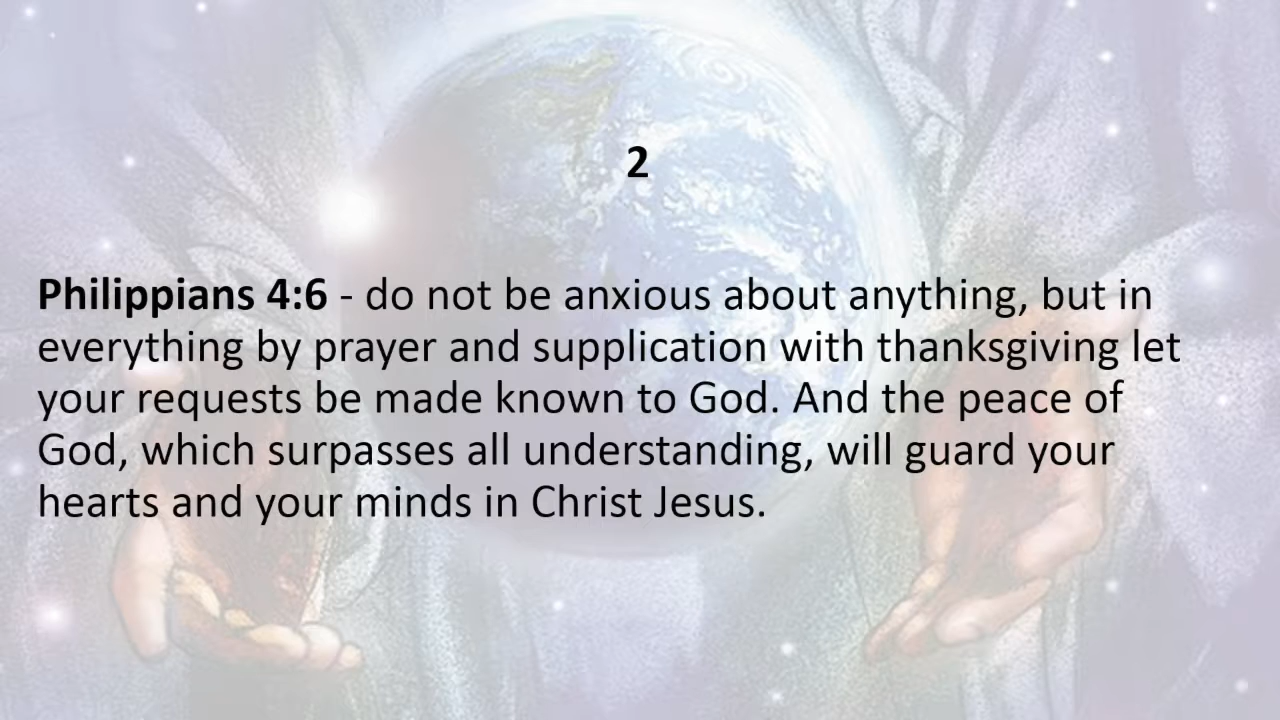 2
Philippians 4:6 - do not be anxious about anything, but in
everything by prayer and supplication with thanksgiving let
your requests be made known to God. And the peace of
God, which surpasses all understanding, will guard your
hearts and your minds in Christ Jesus.